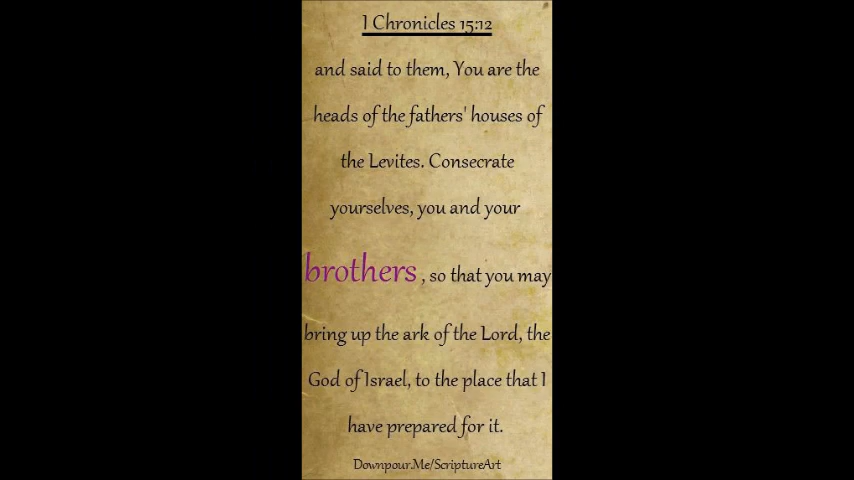 I Chronicles 15:12
and said to them, You are the
heads of the fathers' houses of
the Levites. Consecrate
yourselves, you and your
brothers , so that you may
bring up the ark of the Lord, the
God of Israel, to the place that I
have prepared for it.
Downpour.Me/ScriptureArt